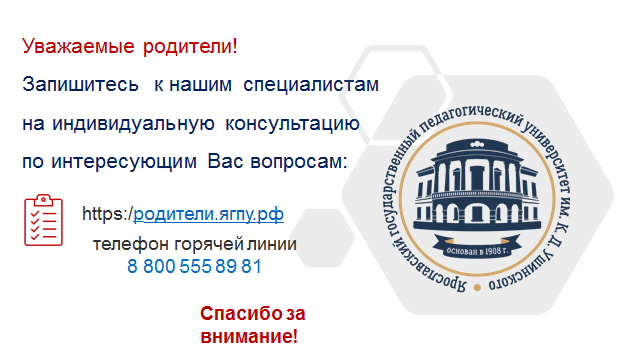 Уважаемые родители!
Запишитесь к нашим специалистам
на индивидуальную консультацию
по интересующим Вас вопросам:
https:/родители.ягпу.рф
телефон горячей линии
8 800 555 89 81
Спасибо за
внимание!
Ярославский государственный педагогический университет им. К. Д. Ушинского
основан в 1908 г.